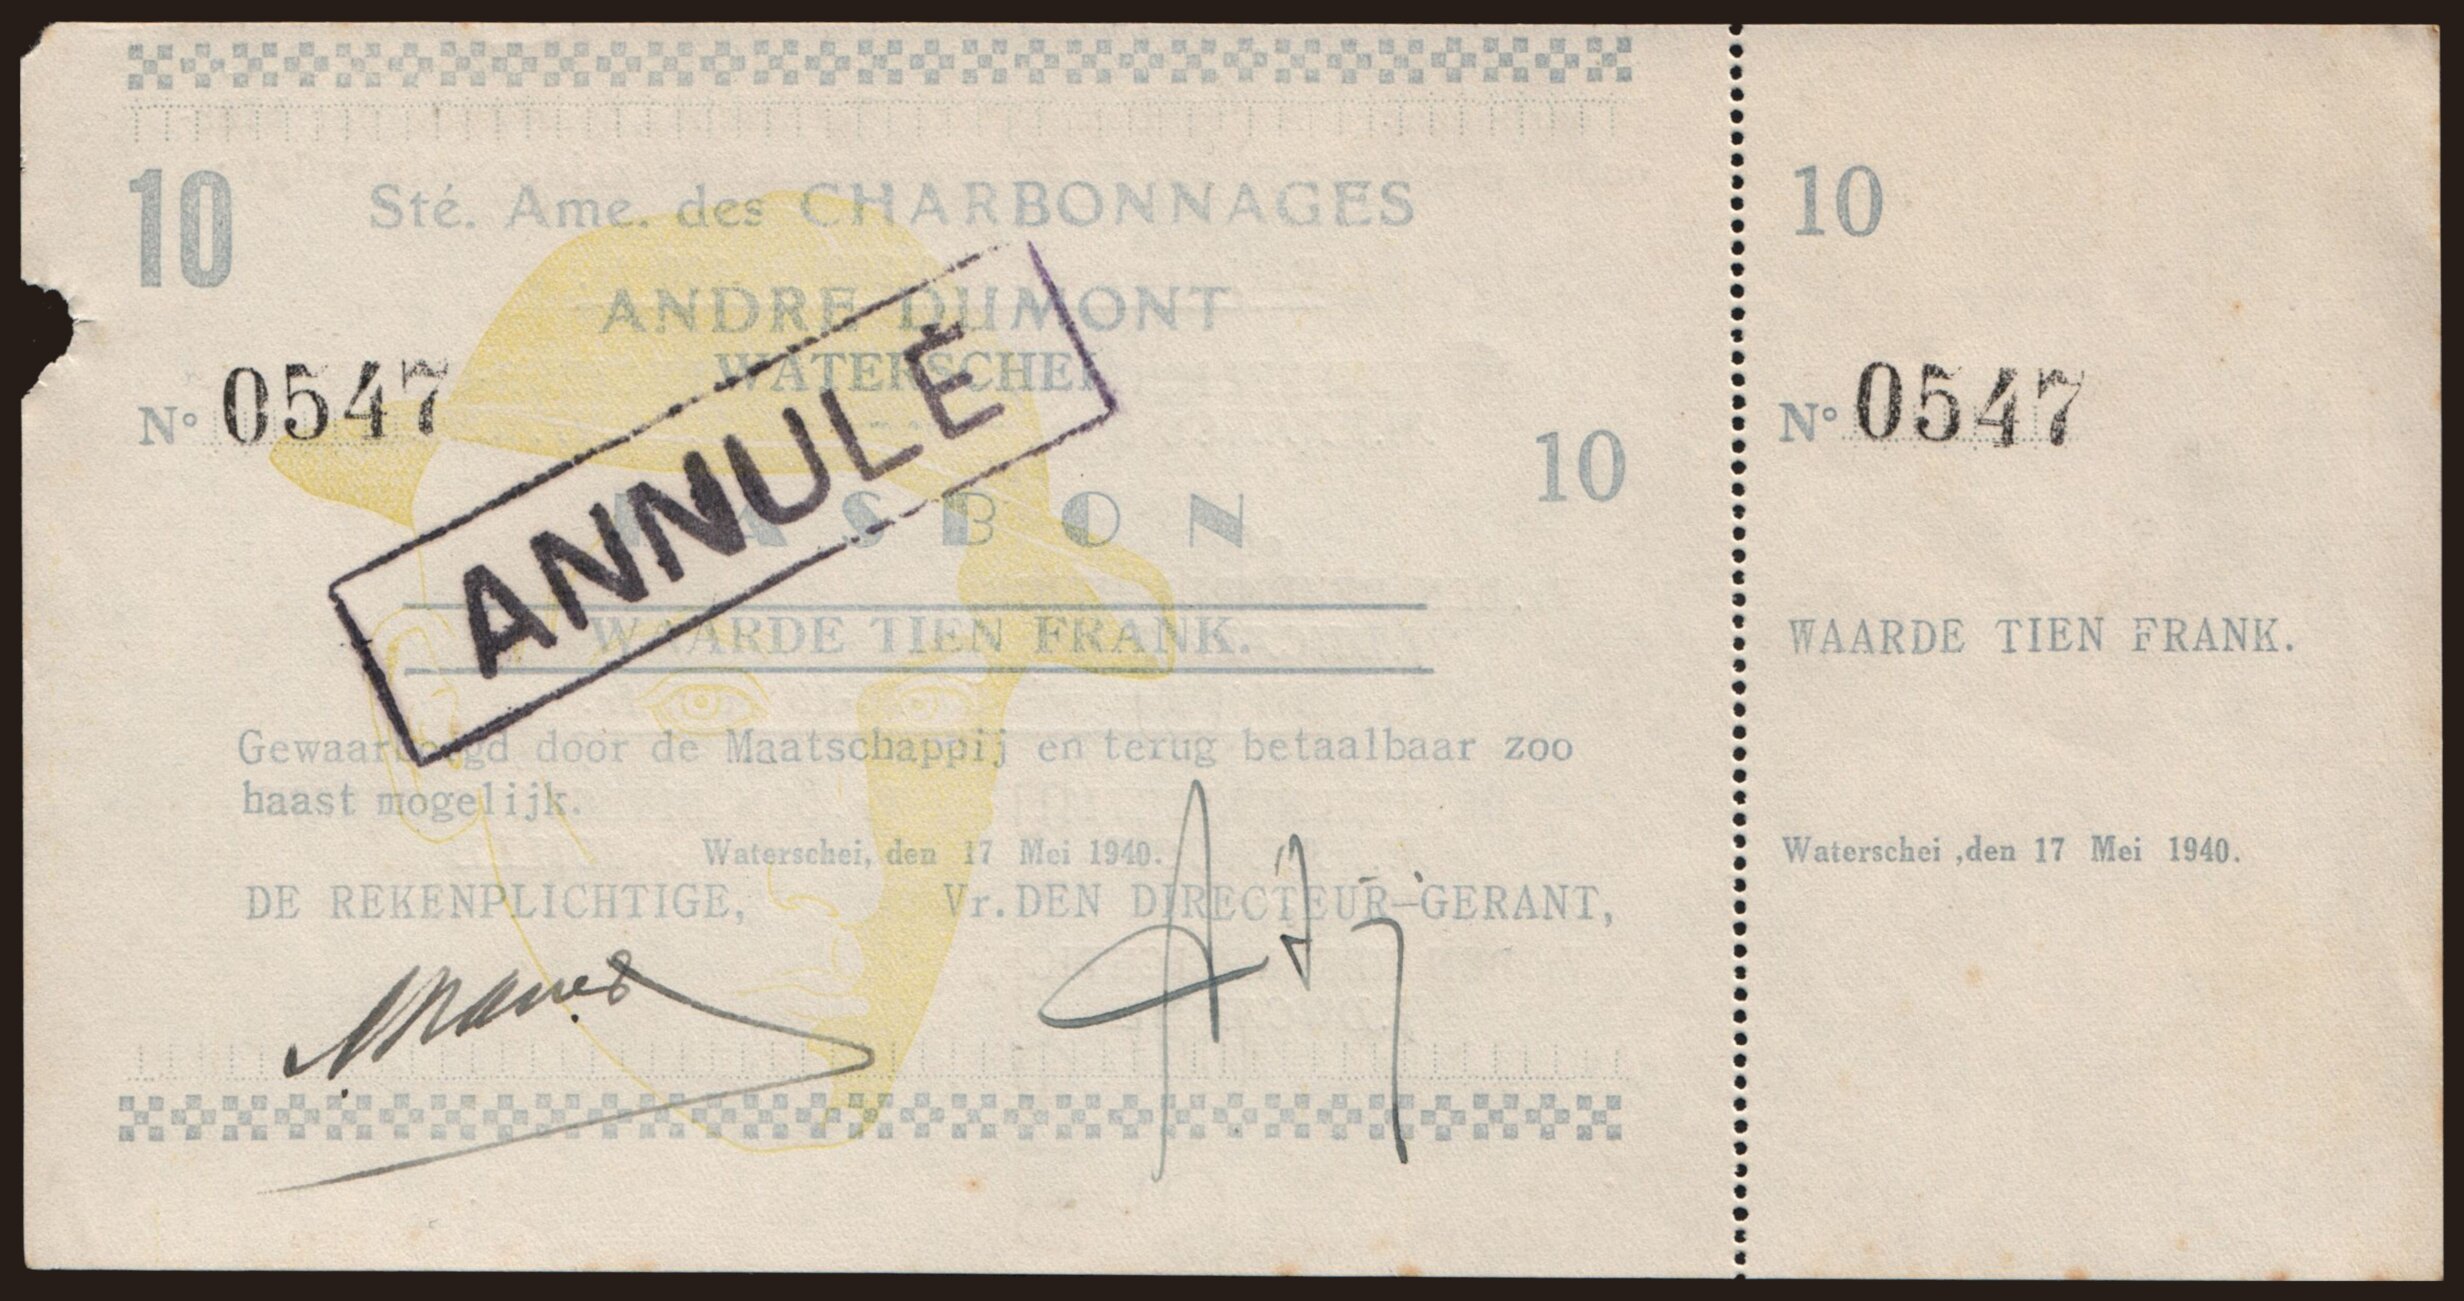 10
Sté. Ame. des CHARBONNAGES
ANDRE DUMONT
WATERSCHEI
N° 0547
ANNULÉ
10
KASBON
WAARDE TIEN FRANK.
Gewaarborgd door de Maatschappij en terug betaalbaar zoo
haast mogelijk.
Waterschei, den 17 Mei 1940.
DE REKENPLICHTIGE,
Vr. DEN DIRECTEUR-GERANT,
10
N° 0547
WAARDE TIEN FRANK.
Waterschei ,den 17 Mei 1940.